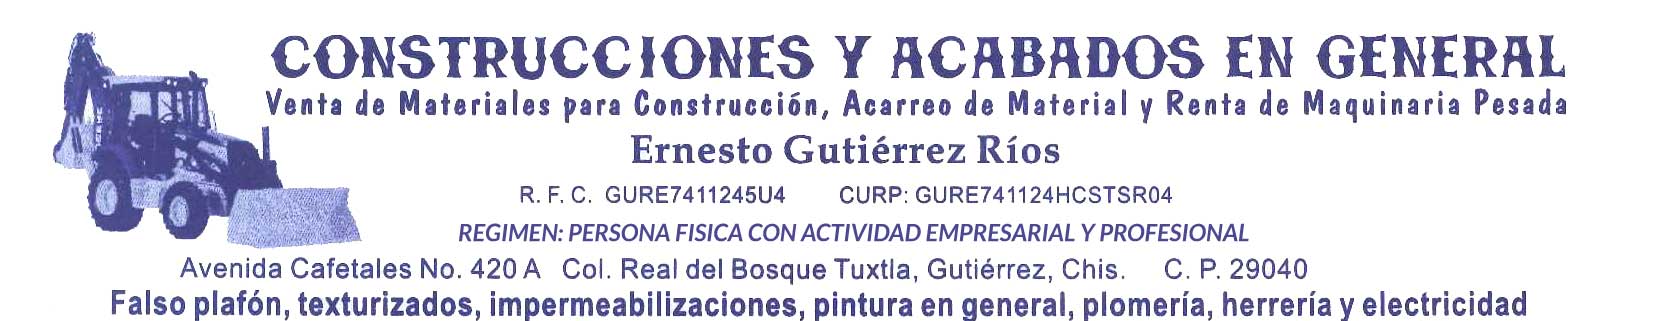 CONSTRUCCIONES Y ACABADOS EN GENERAL
Venta de Materiales para Construcción, Acarreo de Material y Renta de Maquinaria Pesada
Ernesto Gutiérrez Ríos
R. F. C. GURE7411245U4 CURP: GURE741124HCSTSR04
REGIMEN: PERSONA FISICA CON ACTIVIDAD EMPRESARIAL Y PROFESIONAL
Avenida Cafetales No. 420 A Col. Real del Bosque Tuxtla, Gutiérrez, Chis. C. P. 29040
Falso plafón, texturizados, impermeabilizaciones, pintura en general, plomería, herrería y electricidad